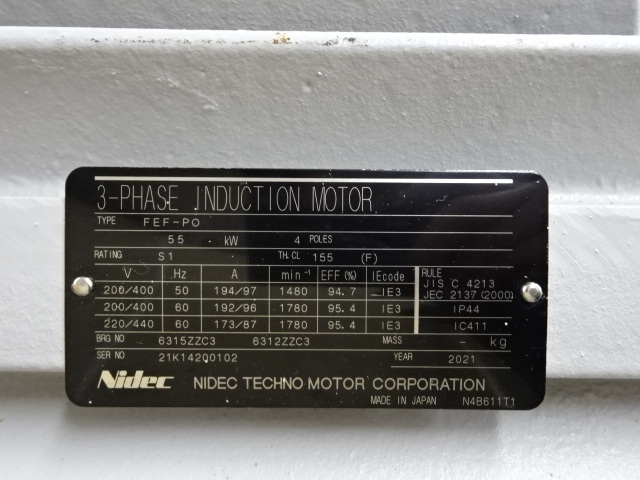 3-PHASE INDUCTION MOTOR
TYPE FEF-PO
55 kW 4 POLES
RATING S1 TH.CL 155 (F)
V Hz A min⁻¹ EFF(%) IEcode RULE
JIS C 4213
200/400 50 194/97 1480 94.7 IE3 JEC 2137(2000)
200/400 60 192/96 1780 95.4 IE3 IP44
220/440 60 173/87 1780 95.4 IE3 IC411
BRG NO 6315ZZC3 6312ZZC3 MASS - kg
SER NO 21K14200102 YEAR 2021
Nidec NIDEC TECHNO MOTOR CORPORATION
MADE IN JAPAN N4B611T1